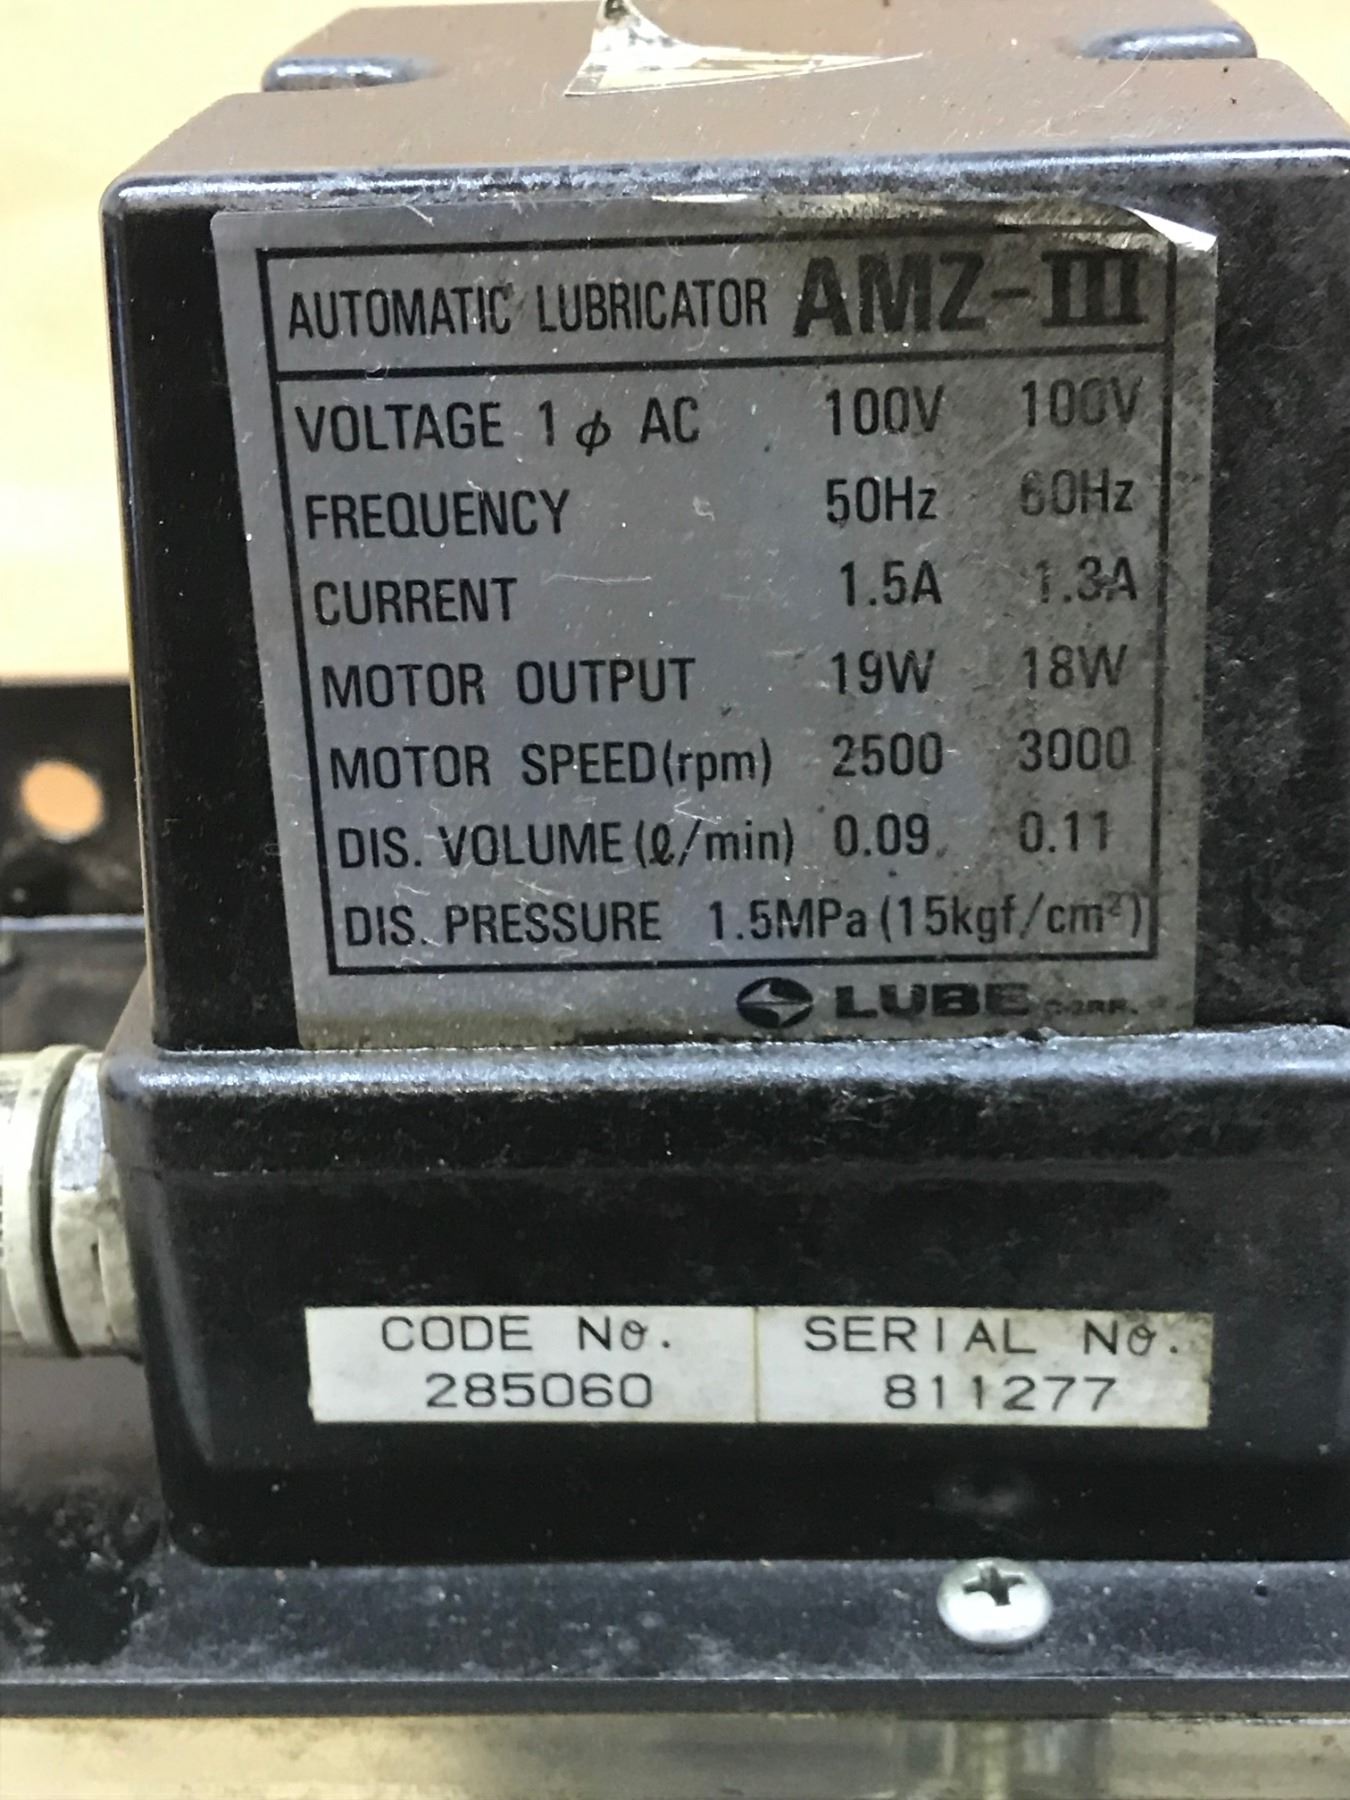 AUTOMATIC LUBRICATOR AMZ-III
VOLTAGE 1φ AC 100V 100V
FREQUENCY 50Hz 60Hz
CURRENT 1.5A 1.3A
MOTOR OUTPUT 19W 18W
MOTOR SPEED(rpm) 2500 3000
DIS. VOLUME(ℓ/min) 0.09 0.11
DIS. PRESSURE 1.5MPa(15kgf/cm²)
LUBE CORP.
CODE No. SERIAL No.
285060 811277